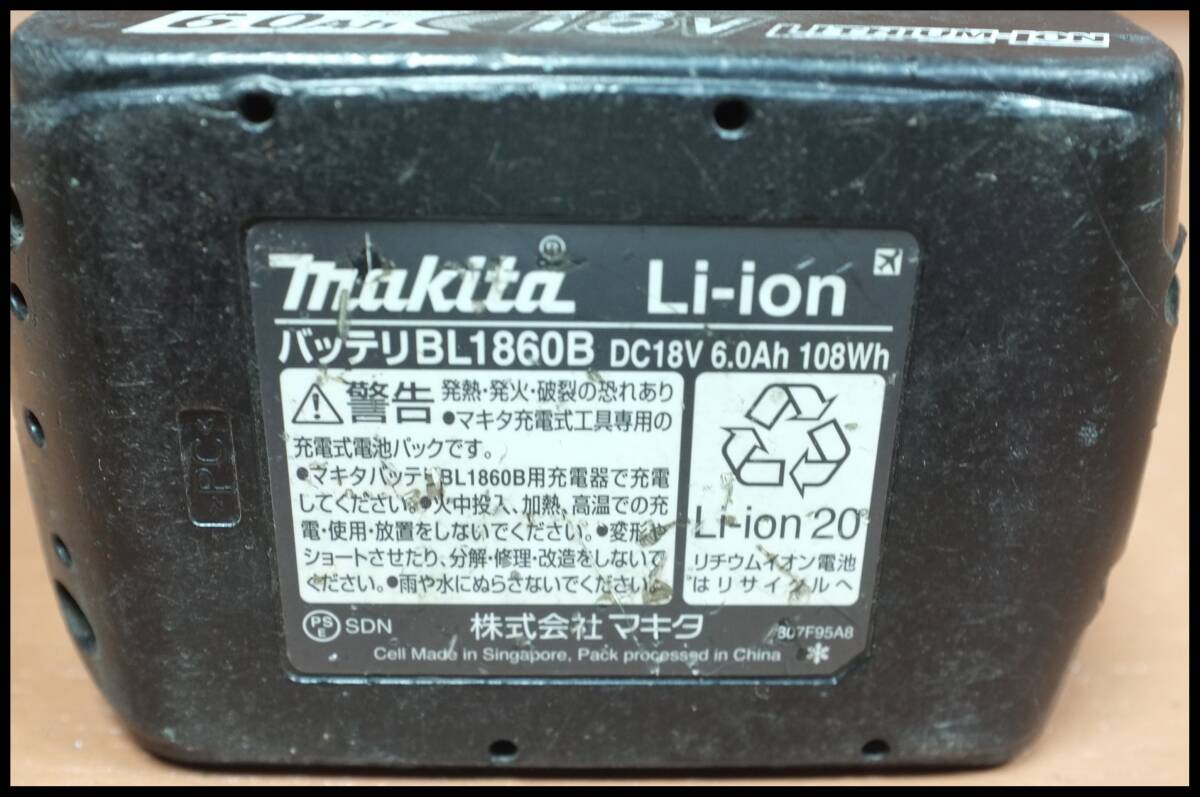 6.0Ah 18V LITHIUM-ION
makita® Li-ion
バッテリBL1860B DC18V 6.0Ah 108Wh
警告 発熱・発火・破裂の恐れあり
●マキタ充電式工具専用の
充電式電池パックです。
●マキタバッテリBL1860B用充電器で充電
してください。●火中投入、加熱、高温での充
電・使用・放置をしないでください。●変形や
ショートさせたり、分解・修理・改造をしないで
ください。●雨や水にぬらさないでください。
Li-ion 20
リチウムイオン電池
はリサイクルへ
PSE SDN 株式会社マキタ 807F95A8
Cell Made in Singapore, Pack processed in China *
>PC<